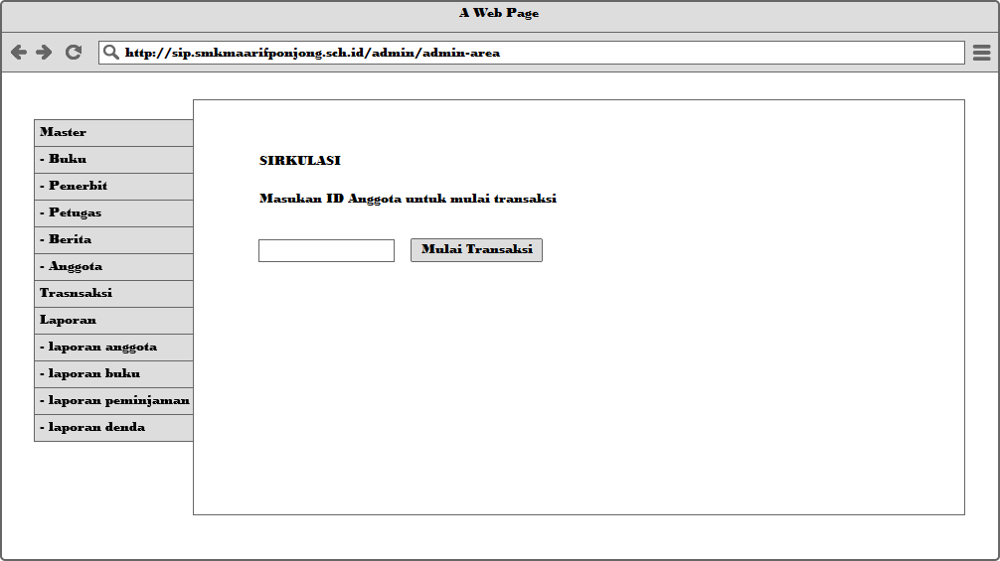 A Web Page
http://sip.smkmaarifponjong.sch.id/admin/admin-area
Master
- Buku
- Penerbit
- Petugas
- Berita
- Anggota
Trasnsaksi
Laporan
- laporan anggota
- laporan buku
- laporan peminjaman
- laporan denda
SIRKULASI
Masukan ID Anggota untuk mulai transaksi
Mulai Transaksi